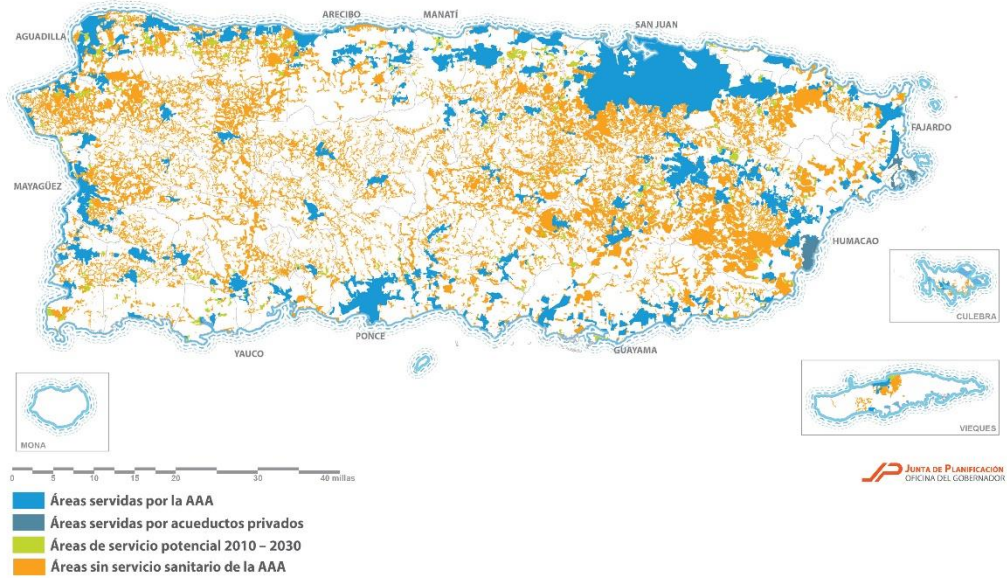 ARECIBO
MANATÍ
SAN JUAN
AGUADILLA
FAJARDO
MAYAGÜEZ
HUMACAO
CULEBRA
PONCE
YAUCO
GUAYAMA
MONA
VIEQUES
0 5 10 15 20 30 40 millas
JP JUNTA DE PLANIFICACIÓN
OFICINA DEL GOBERNADOR
Áreas servidas por la AAA
Áreas servidas por acueductos privados
Áreas de servicio potencial 2010 – 2030
Áreas sin servicio sanitario de la AAA